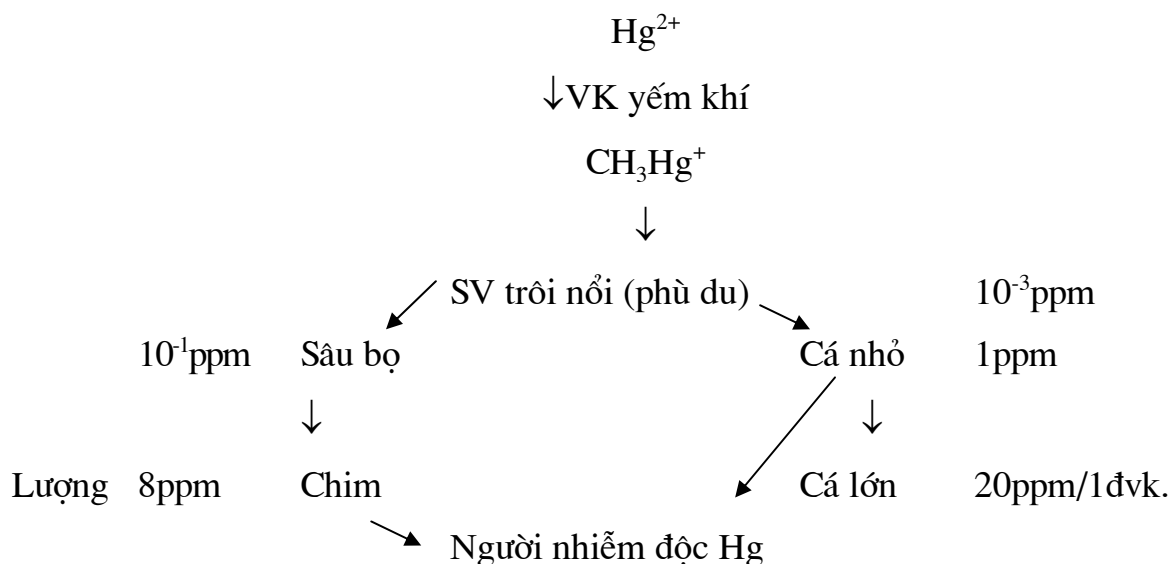 Hg²⁺
↓VK yếm khí
CH₃Hg⁺
↓
SV trôi nổi (phù du) 10⁻³ppm
10⁻¹ppm Sâu bọ Cá nhỏ 1ppm
↓ ↓
Lượng 8ppm Chim Cá lớn 20ppm/1đvk.
Người nhiễm độc Hg